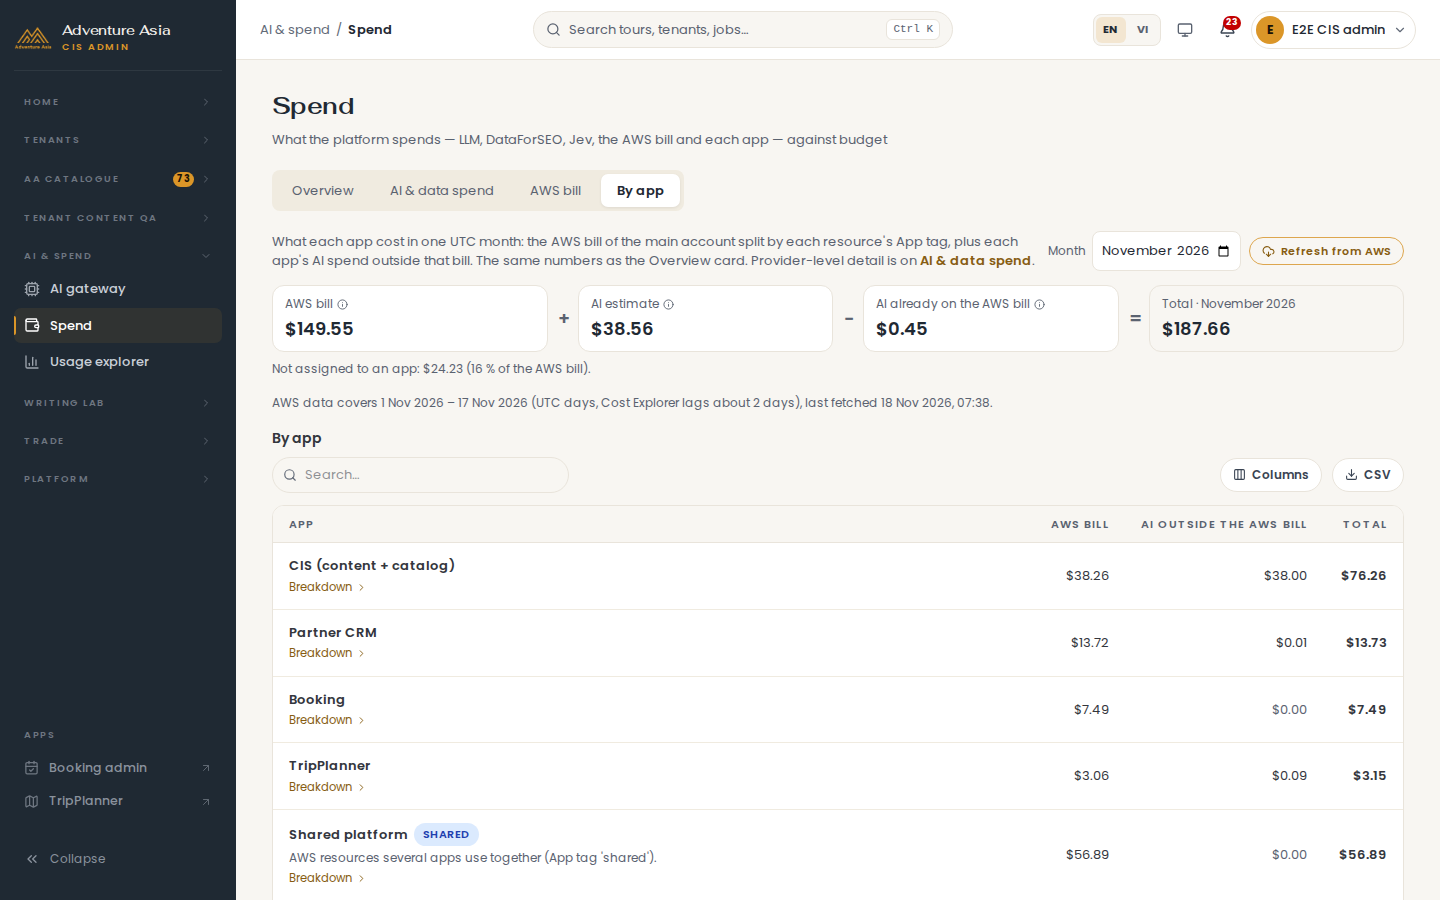 Adventure Asia
CIS ADMIN
Adventure Asia
HOME
TENANTS
AA CATALOGUE
73
TENANT CONTENT QA
AI & SPEND
AI gateway
Spend
Usage explorer
WRITING LAB
TRADE
PLATFORM
APPS
Booking admin
TripPlanner
Collapse
AI & spend / Spend
Search tours, tenants, jobs...
Ctrl K
EN
VI
23
E
E2E CIS admin
Spend
What the platform spends — LLM, DataForSEO, Jev, the AWS bill and each app — against budget
Overview
AI & data spend
AWS bill
By app
What each app cost in one UTC month: the AWS bill of the main account split by each resource's App tag, plus each
app's AI spend outside that bill. The same numbers as the Overview card. Provider-level detail is on AI & data spend.
Month
November 2026
Refresh from AWS
AWS bill
$149.55
+
AI estimate
$38.56
–
AI already on the AWS bill
$0.45
=
Total · November 2026
$187.66
Not assigned to an app: $24.23 (16 % of the AWS bill).
AWS data covers 1 Nov 2026 – 17 Nov 2026 (UTC days, Cost Explorer lags about 2 days), last fetched 18 Nov 2026, 07:38.
By app
Search...
Columns
CSV
APP
AWS BILL
AI OUTSIDE THE AWS BILL
TOTAL
CIS (content + catalog)
Breakdown
$38.26
$38.00
$76.26
Partner CRM
Breakdown
$13.72
$0.01
$13.73
Booking
Breakdown
$7.49
$0.00
$7.49
TripPlanner
Breakdown
$3.06
$0.09
$3.15
Shared platform
SHARED
AWS resources several apps use together (App tag 'shared').
Breakdown
$56.89
$0.00
$56.89